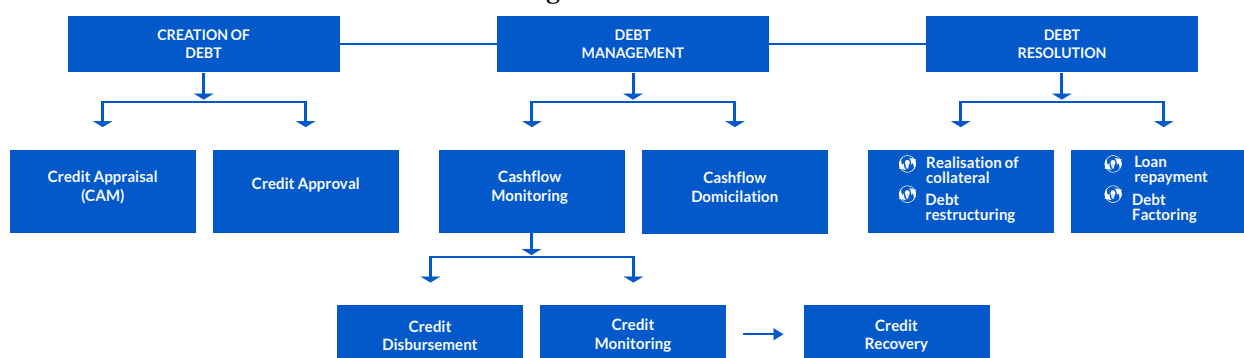 CREATION OF
DEBT
DEBT
MANAGEMENT
DEBT
RESOLUTION
Credit Appraisal
(CAM)
Credit Approval
Cashflow
Monitoring
Cashflow
Domicilation
Realisation of
collateral
Debt
restructuring
Loan
repayment
Debt
Factoring
Credit
Disbursement
Credit
Monitoring
Credit
Recovery